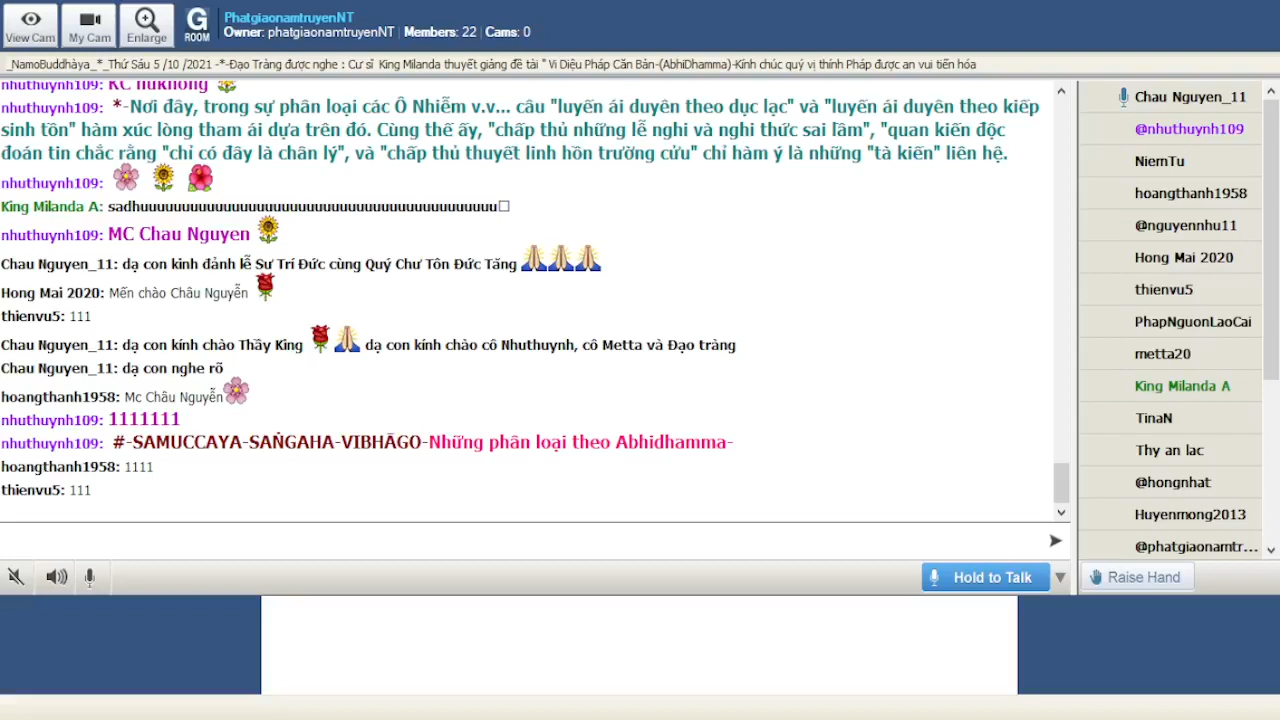 View Cam
My Cam
Enlarge
G
ROOM
PhatgiaonamtruyenNT
Owner: phatgiaonamtruyenNT | Members: 22 | Cams: 0
_NamoBuddhàya_*_Thứ Sáu 5 /10 /2021 -*-Đạo Tràng được nghe : Cư sĩ King Milanda thuyết giảng đề tài " Vi Diệu Pháp Căn Bản-(AbhiDhamma)-Kính chúc quý vị thính Pháp được an vui tiến hóa
nhuthuynh109: KC nukhong
nhuthuynh109: *-Nơi đây, trong sự phân loại các Ô Nhiễm v.v... câu "luyến ái duyên theo dục lạc" và "luyến ái duyên theo kiếp
sinh tồn" hàm xúc lòng tham ái dựa trên đó. Cùng thế ấy, "chấp thủ những lễ nghi và nghi thức sai lầm", "quan kiến độc
đoán tin chắc rằng "chỉ có đây là chân lý", và "chấp thủ thuyết linh hồn trường cửu" chỉ hàm ý là những "tà kiến" liên hệ.
nhuthuynh109:
King Milanda A: sadhuuuuuuuuuuuuuuuuuuuuuuuuuuuuuuuuuuuuuuuuuuu□
nhuthuynh109: MC Chau Nguyen
Chau Nguyen_11: dạ con kinh đảnh lễ Sư Trí Đức cùng Quý Chư Tôn Đức Tăng
Hong Mai 2020: Mến chào Châu Nguyễn
thienvu5: 111
Chau Nguyen_11: dạ con kính chào Thầy King dạ con kính chào cô Nhuthuynh, cô Metta và Đạo tràng
Chau Nguyen_11: dạ con nghe rõ
hoangthanh1958: Mc Châu Nguyễn
nhuthuynh109: 1111111
nhuthuynh109: #-SAMUCCAYA-SAṄGAHA-VIBHĀGO-Những phân loại theo Abhidhamma-
hoangthanh1958: 1111
thienvu5: 111
Hold to Talk
Chau Nguyen_11
@nhuthuynh109
NiemTu
hoangthanh1958
@nguyennhu11
Hong Mai 2020
thienvu5
PhapNguonLaoCai
metta20
King Milanda A
TinaN
Thy an lac
@hongnhat
Huyenmong2013
@phatgiaonamtr...
Raise Hand